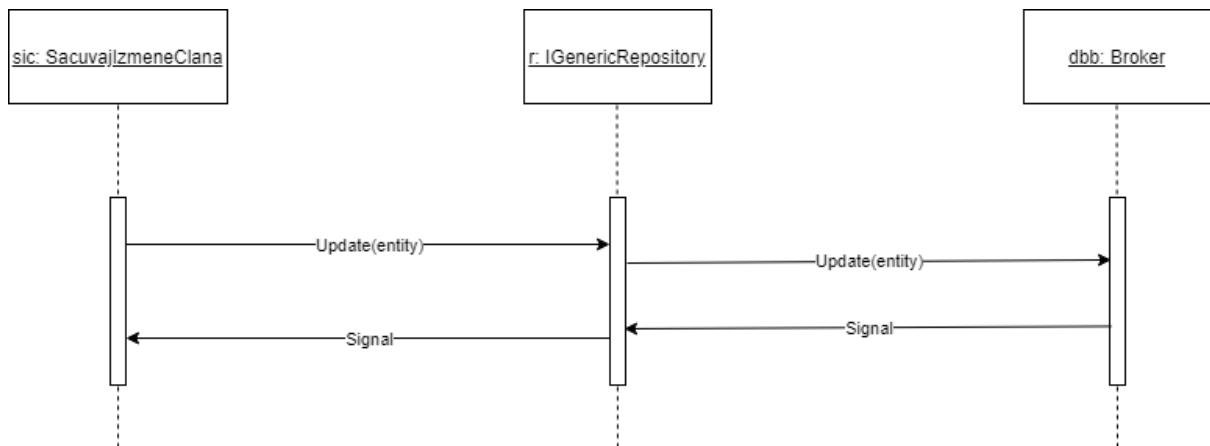 sic: SacuvajIzmeneClana
r: IGenericRepository
dbb: Broker
Update(entity)
Update(entity)
Signal
Signal